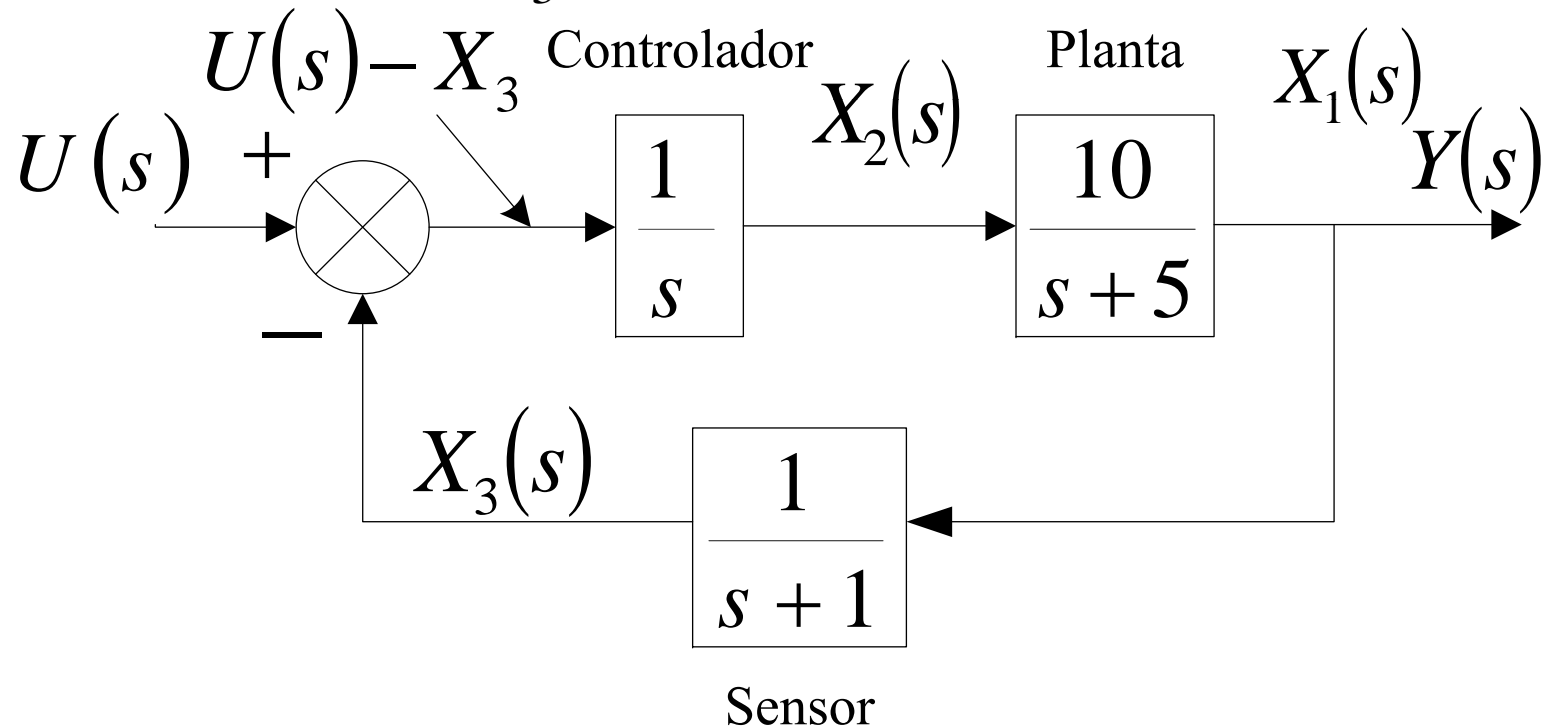 U(s) − X₃
Controlador
Planta
X₁(s)
X₂(s)
U(s)
+
Y(s)
1
s
10
s + 5
−
X₃(s)
1
s + 1
Sensor